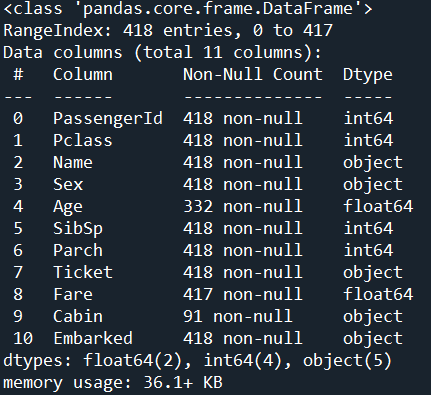 <class 'pandas.core.frame.DataFrame'>
RangeIndex: 418 entries, 0 to 417
Data columns (total 11 columns):
 #   Column       Non-Null Count  Dtype
---  ------       --------------  -----
 0   PassengerId  418 non-null    int64
 1   Pclass       418 non-null    int64
 2   Name         418 non-null    object
 3   Sex          418 non-null    object
 4   Age          332 non-null    float64
 5   SibSp        418 non-null    int64
 6   Parch        418 non-null    int64
 7   Ticket       418 non-null    object
 8   Fare         417 non-null    float64
 9   Cabin        91 non-null     object
 10  Embarked     418 non-null    object
dtypes: float64(2), int64(4), object(5)
memory usage: 36.1+ KB